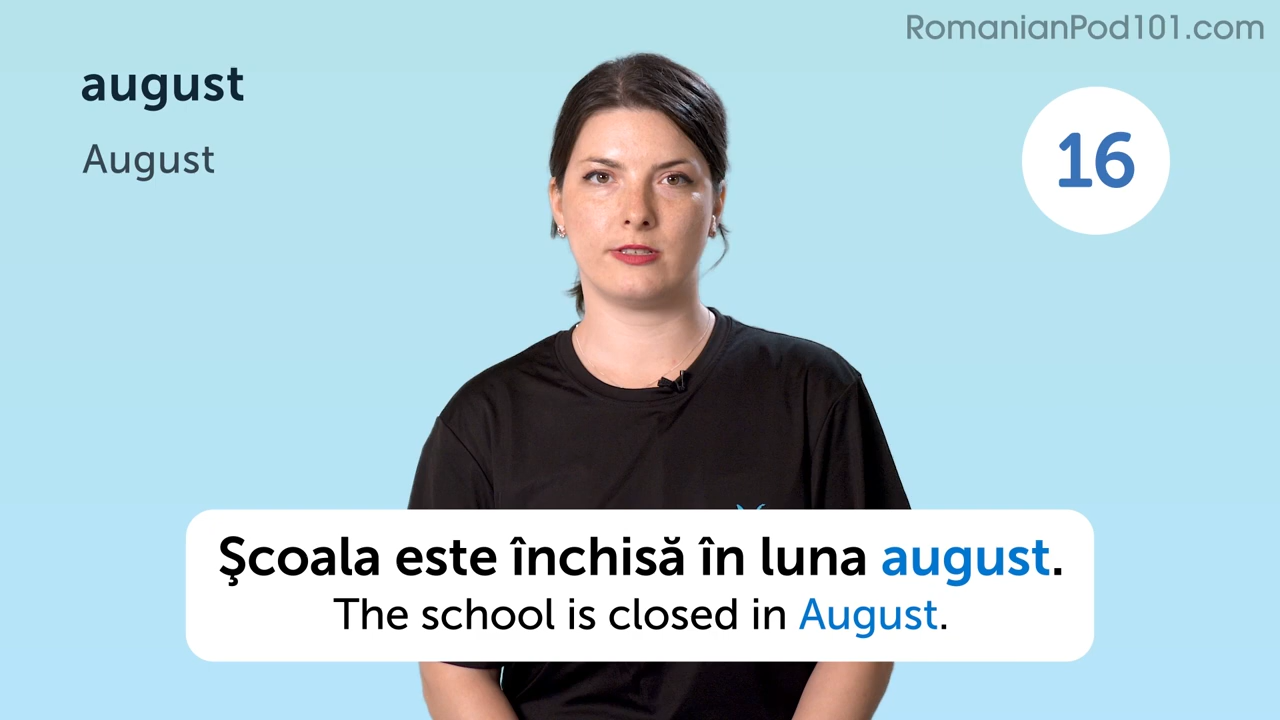 RomanianPod101.com
august
August
16
Şcoala este închisă în luna august.
The school is closed in August.